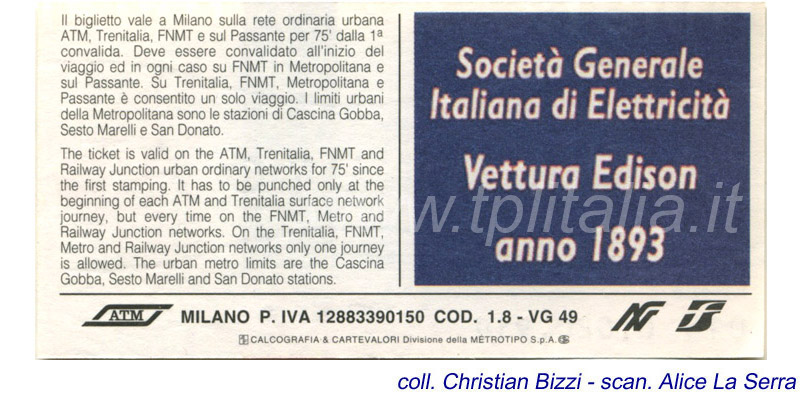 Il biglietto vale a Milano sulla rete ordinaria urbana
ATM, Trenitalia, FNMT e sul Passante per 75' dalla 1ª
convalida. Deve essere convalidato all'inizio del
viaggio ed in ogni caso su FNMT in Metropolitana e
sul Passante. Su Trenitalia, FNMT, Metropolitana e
Passante è consentito un solo viaggio. I limiti urbani
della Metropolitana sono le stazioni di Cascina Gobba,
Sesto Marelli e San Donato.
The ticket is valid on the ATM, Trenitalia, FNMT and
Railway Junction urban ordinary networks for 75' since
the first stamping. It has to be punched only at the
beginning of each ATM and Trenitalia surface network
journey, but every time on the FNMT, Metro and
Railway Junction networks. On the Trenitalia, FNMT,
Metro and Railway Junction networks only one journey
is allowed. The urban metro limits are the Cascina
Gobba, Sesto Marelli and San Donato stations.
Società Generale
Italiana di Elettricità
Vettura Edison
anno 1893
www.tplitalia.it
ATM MILANO P. IVA 12883390150 COD. 1.8 - VG 49
CALCOGRAFIA & CARTEVALORI Divisione della METROTIPO S.p.A.
coll. Christian Bizzi - scan. Alice La Serra